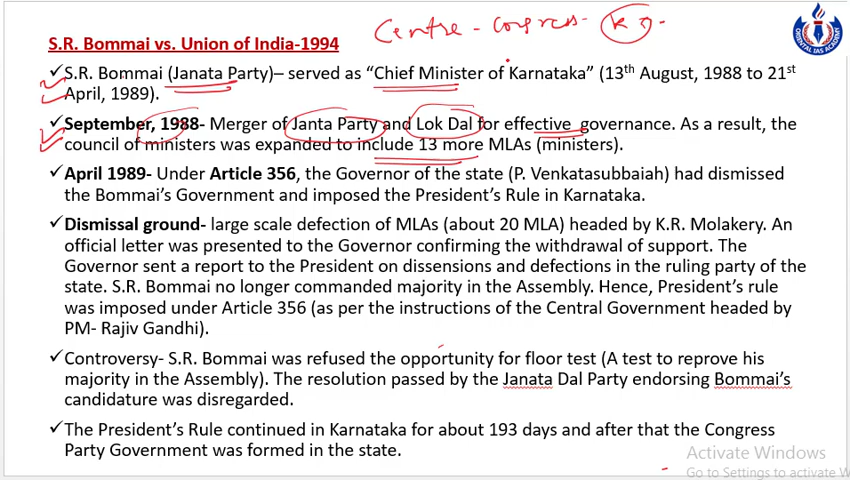 Centre - Congress - K
S.R. Bommai vs. Union of India-1994
ORIENTAL IAS ACADEMY
✓S.R. Bommai (Janata Party)– served as “Chief Minister of Karnataka” (13th August, 1988 to 21st
April, 1989).
✓September, 1988- Merger of Janta Party and Lok Dal for effective governance. As a result, the
council of ministers was expanded to include 13 more MLAs (ministers).
✓April 1989- Under Article 356, the Governor of the state (P. Venkatasubbaiah) had dismissed
the Bommai’s Government and imposed the President’s Rule in Karnataka.
✓Dismissal ground- large scale defection of MLAs (about 20 MLA) headed by K.R. Molakery. An
official letter was presented to the Governor confirming the withdrawal of support. The
Governor sent a report to the President on dissensions and defections in the ruling party of the
state. S.R. Bommai no longer commanded majority in the Assembly. Hence, President’s rule
was imposed under Article 356 (as per the instructions of the Central Government headed by
PM- Rajiv Gandhi).
✓Controversy- S.R. Bommai was refused the opportunity for floor test (A test to reprove his
majority in the Assembly). The resolution passed by the Janata Dal Party endorsing Bommai’s
candidature was disregarded.
✓The President’s Rule continued in Karnataka for about 193 days and after that the Congress
Party Government was formed in the state.
Activate Windows
Go to Settings to activate W